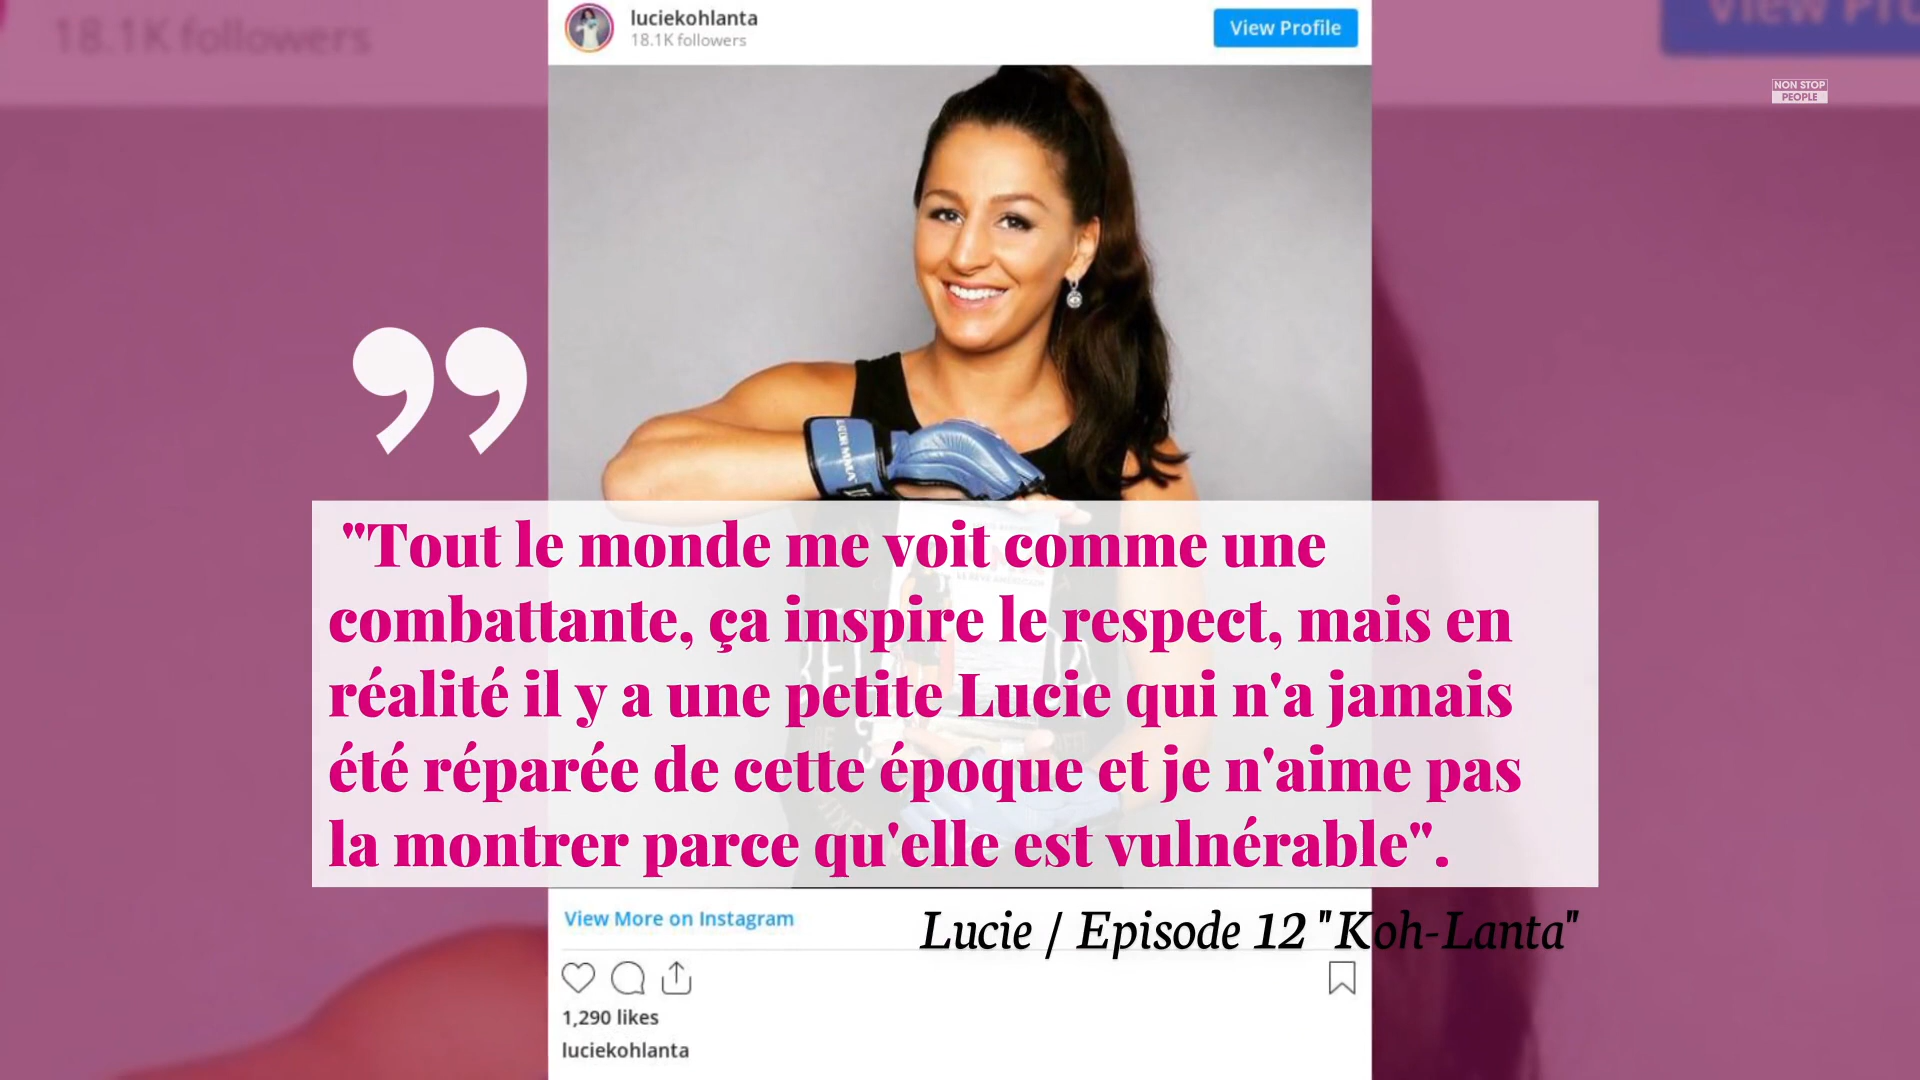 18.1K followers
luciekohlanta
18.1K followers
View Profile
NON STOP
PEOPLE
"Tout le monde me voit comme une
combattante, ça inspire le respect, mais en
réalité il y a une petite Lucie qui n'a jamais
été réparée de cette époque et je n'aime pas
la montrer parce qu'elle est vulnérable".
View More on Instagram
Lucie / Episode 12 "Koh-Lanta"
1,290 likes
luciekohlanta